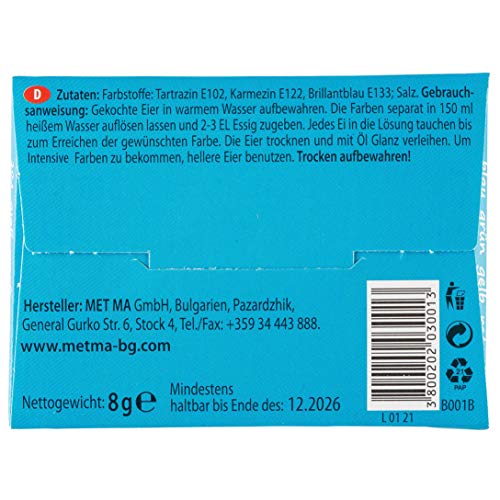 D Zutaten: Farbstoffe: Tartrazin E102, Karmezin E122, Brillantblau E133; Salz. Gebrauch-
sanweisung: Gekochte Eier in warmem Wasser aufbewahren. Die Farben separat in 150 ml
heißem Wasser auflösen lassen und 2-3 EL Essig zugeben. Jedes Ei in die Lösung tauchen bis
zum Erreichen der gewünschten Farbe. Die Eier trocknen und mit Öl Glanz verleihen. Um
Intensive Farben zu bekommen, hellere Eier benutzen. Trocken aufbewahren!
blau grün gelb
Hersteller: MET MA GmbH, Bulgarien, Pazardzhik,
General Gurko Str. 6, Stock 4, Tel./Fax: +359 34 443 888.
www.metma-bg.com
Nettogewicht: 8g e
Mindestens
haltbar bis Ende des: 12.2026
3800202030013
L 01 21
21
PAP
B001B